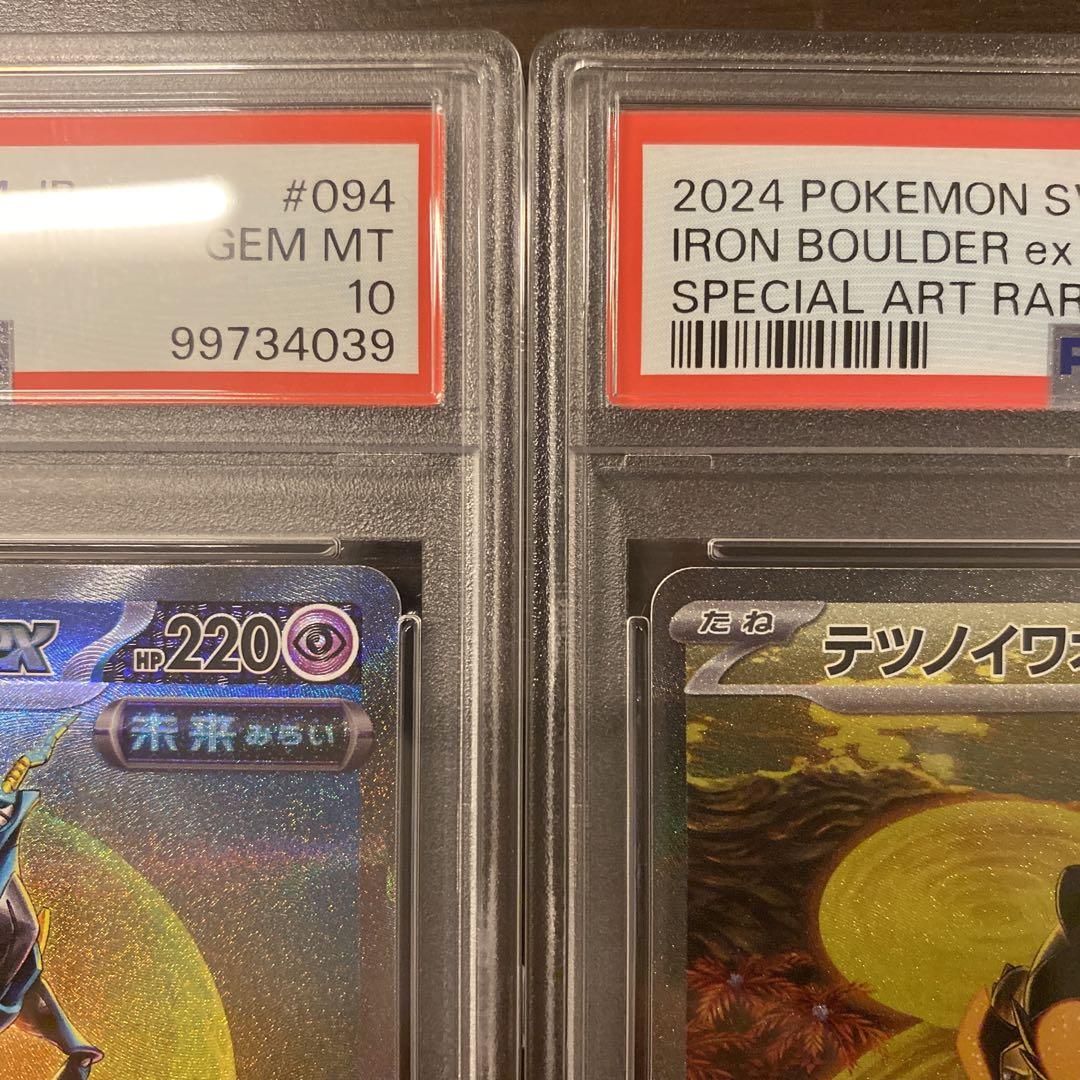 #094
GEM MT
10
99734039
2024 POKEMON SV
IRON BOULDER ex
SPECIAL ART RAR
ex
HP220
未来 みらい
たね
テツノイワオ